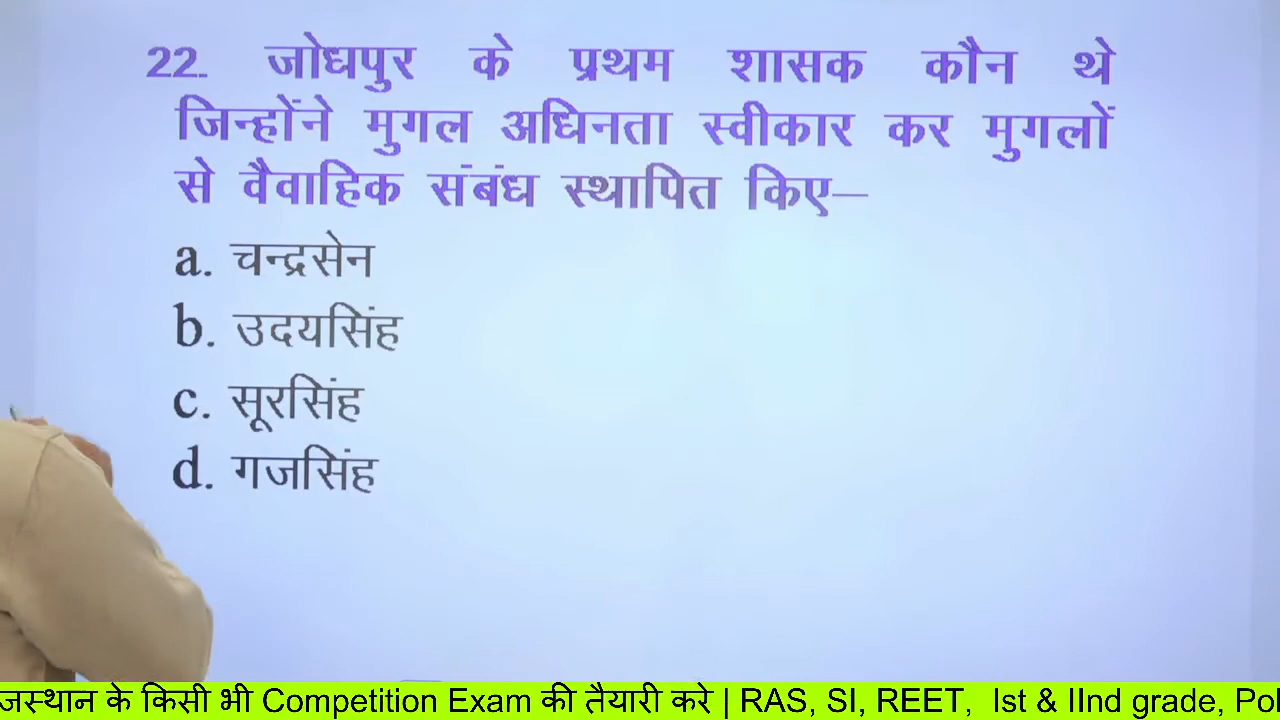 22. जोधपुर के प्रथम शासक कौन थे
जिन्होंने मुगल अधिनता स्वीकार कर मुगलों
से वैवाहिक संबंध स्थापित किए–
a. चन्द्रसेन
b. उदयसिंह
c. सूरसिंह
d. गजसिंह
जस्थान के किसी भी Competition Exam की तैयारी करे | RAS, SI, REET, Ist & IInd grade, Pol